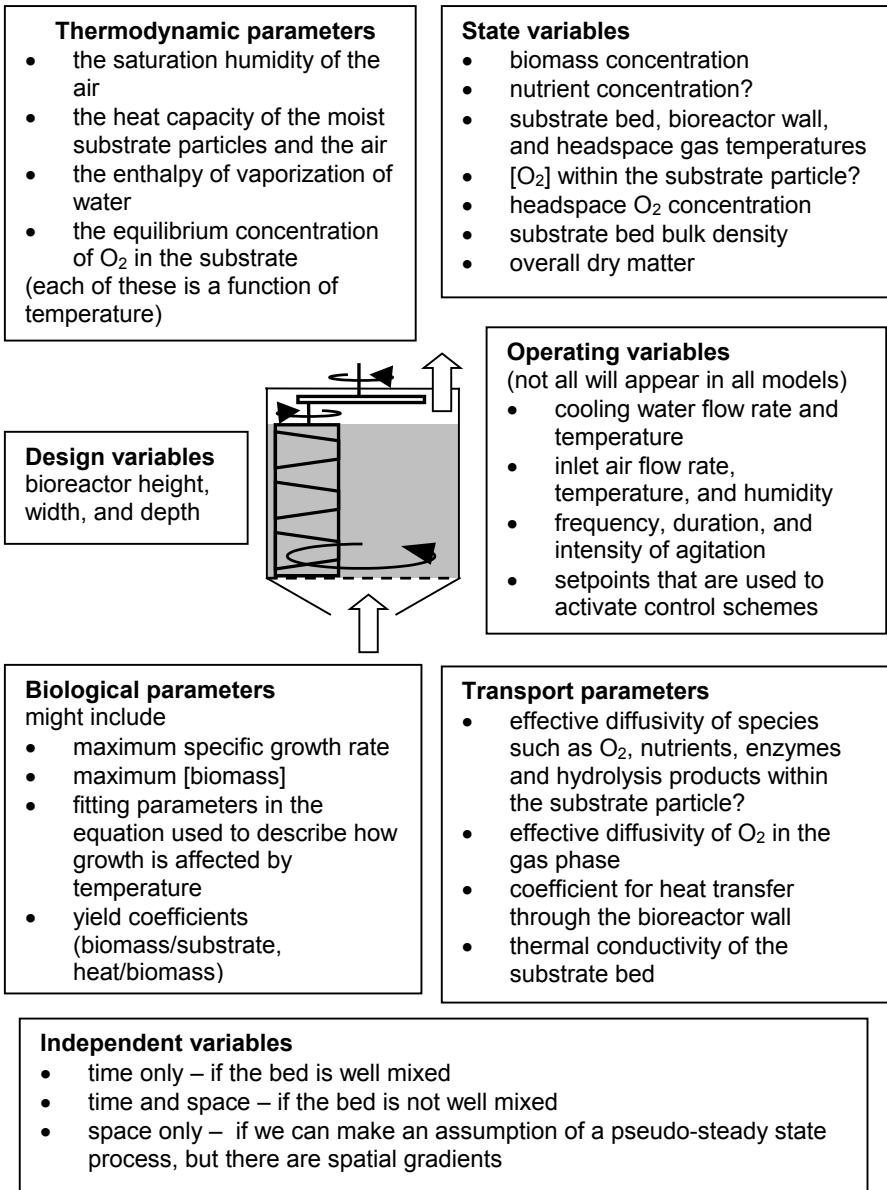 Thermodynamic parameters
• the saturation humidity of the
air
• the heat capacity of the moist
substrate particles and the air
• the enthalpy of vaporization of
water
• the equilibrium concentration
of O₂ in the substrate
(each of these is a function of
temperature)
State variables
• biomass concentration
• nutrient concentration?
• substrate bed, bioreactor wall,
and headspace gas temperatures
• [O₂] within the substrate particle?
• headspace O₂ concentration
• substrate bed bulk density
• overall dry matter
Design variables
bioreactor height,
width, and depth
Operating variables
(not all will appear in all models)
• cooling water flow rate and
temperature
• inlet air flow rate,
temperature, and humidity
• frequency, duration, and
intensity of agitation
• setpoints that are used to
activate control schemes
Biological parameters
might include
• maximum specific growth rate
• maximum [biomass]
• fitting parameters in the
equation used to describe how
growth is affected by
temperature
• yield coefficients
(biomass/substrate,
heat/biomass)
Transport parameters
• effective diffusivity of species
such as O₂, nutrients, enzymes
and hydrolysis products within
the substrate particle?
• effective diffusivity of O₂ in the
gas phase
• coefficient for heat transfer
through the bioreactor wall
• thermal conductivity of the
substrate bed
Independent variables
• time only – if the bed is well mixed
• time and space – if the bed is not well mixed
• space only – if we can make an assumption of a pseudo-steady state
process, but there are spatial gradients